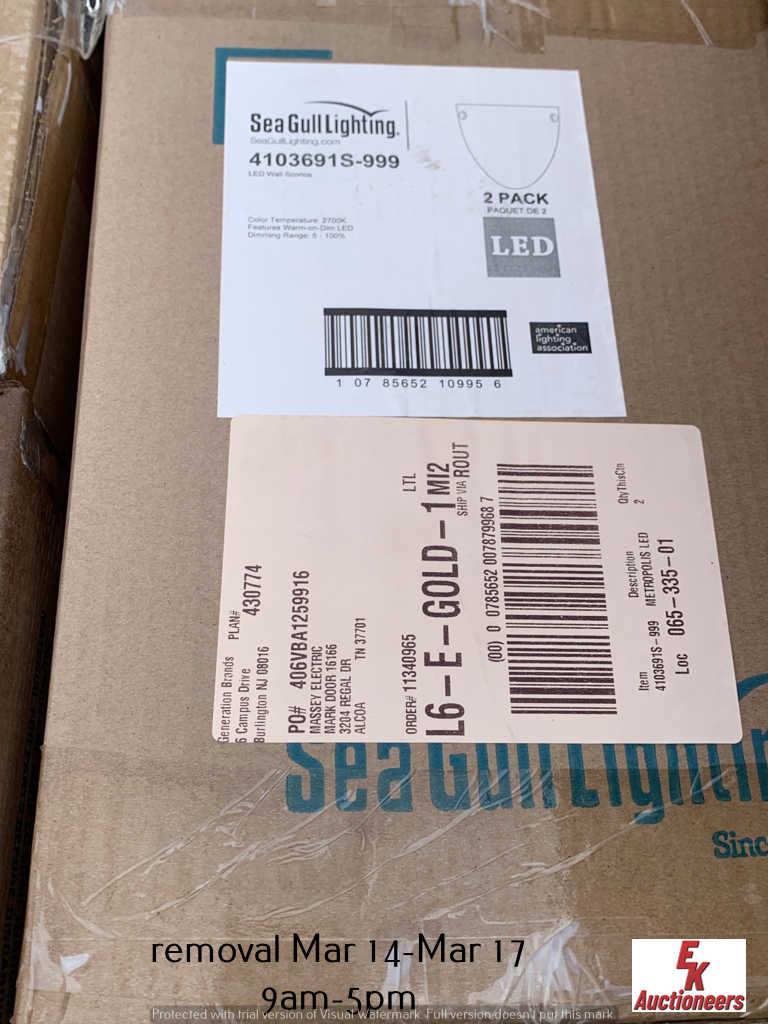 Sea Gull Lighting.
SeaGullLighting.com
4103691S-999
LED Wall Sconce
2 PACK
PAQUET DE 2
LED
Color Temperature: 2700K
Features Warm-on-Dim LED
Dimming Range: 5 - 100%
american
lighting
association
1 07 85652 10995 6
Generation Brands PLAN#
6 Campus Drive 430774
Burlington NJ 08016
PO# 406VBA1259916
MASSEY ELECTRIC
MARK DOOR 16166
3204 REGAL DR
ALCOA TN 37701
ORDER# 11340965 LTL
L6-E-GOLD-1 MI2
SHIP VIA ROUT
(00) 0 0785652 007879968 7
Item Description QtyThisCtn
4103691S-999 METROPOLIS LED 2
Loc 065-335-01
Sea Gull Lightin
Sinc
removal Mar 14-Mar 17
9am-5pm
EK
Auctioneers
Protected with trial version of Visual Watermark. Full version doesn't put this mark.